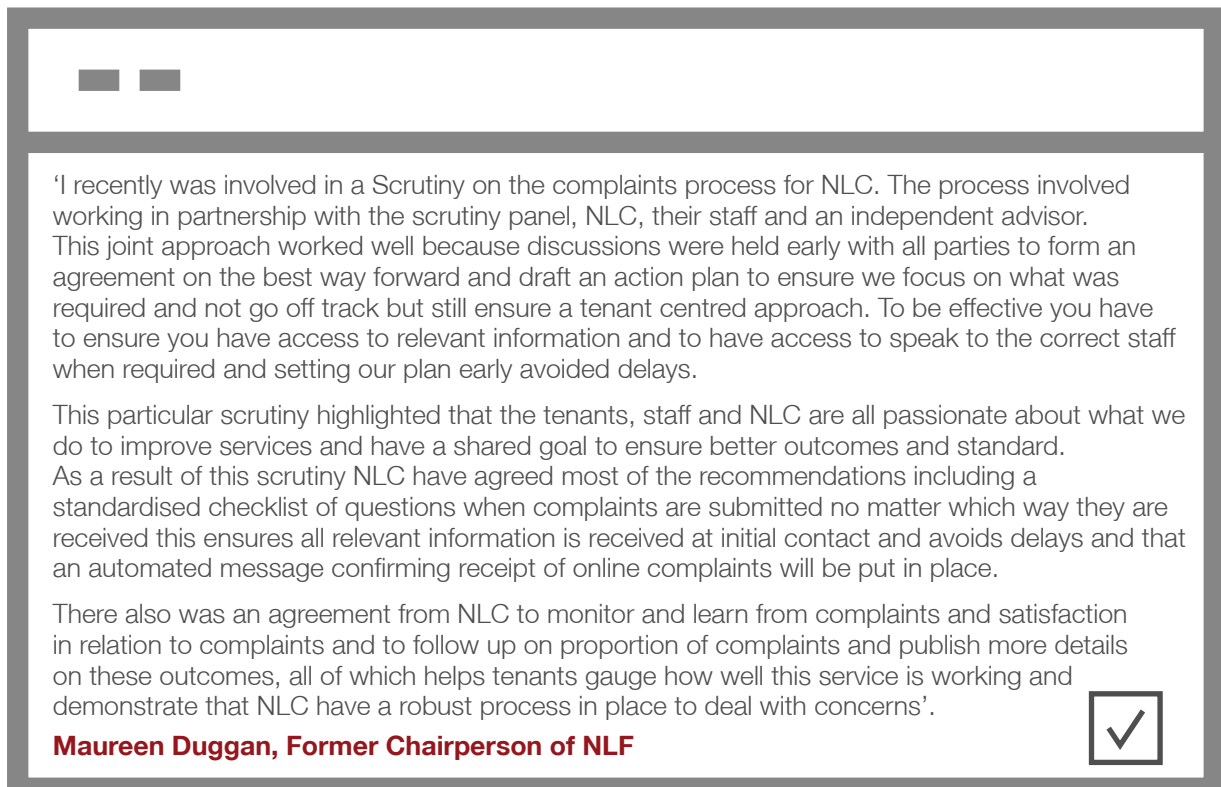 ‘I recently was involved in a Scrutiny on the complaints process for NLC. The process involved
working in partnership with the scrutiny panel, NLC, their staff and an independent advisor.
This joint approach worked well because discussions were held early with all parties to form an
agreement on the best way forward and draft an action plan to ensure we focus on what was
required and not go off track but still ensure a tenant centred approach. To be effective you have
to ensure you have access to relevant information and to have access to speak to the correct staff
when required and setting our plan early avoided delays.
This particular scrutiny highlighted that the tenants, staff and NLC are all passionate about what we
do to improve services and have a shared goal to ensure better outcomes and standard.
As a result of this scrutiny NLC have agreed most of the recommendations including a
standardised checklist of questions when complaints are submitted no matter which way they are
received this ensures all relevant information is received at initial contact and avoids delays and that
an automated message confirming receipt of online complaints will be put in place.
There also was an agreement from NLC to monitor and learn from complaints and satisfaction
in relation to complaints and to follow up on proportion of complaints and publish more details
on these outcomes, all of which helps tenants gauge how well this service is working and
demonstrate that NLC have a robust process in place to deal with concerns’.
Maureen Duggan, Former Chairperson of NLF